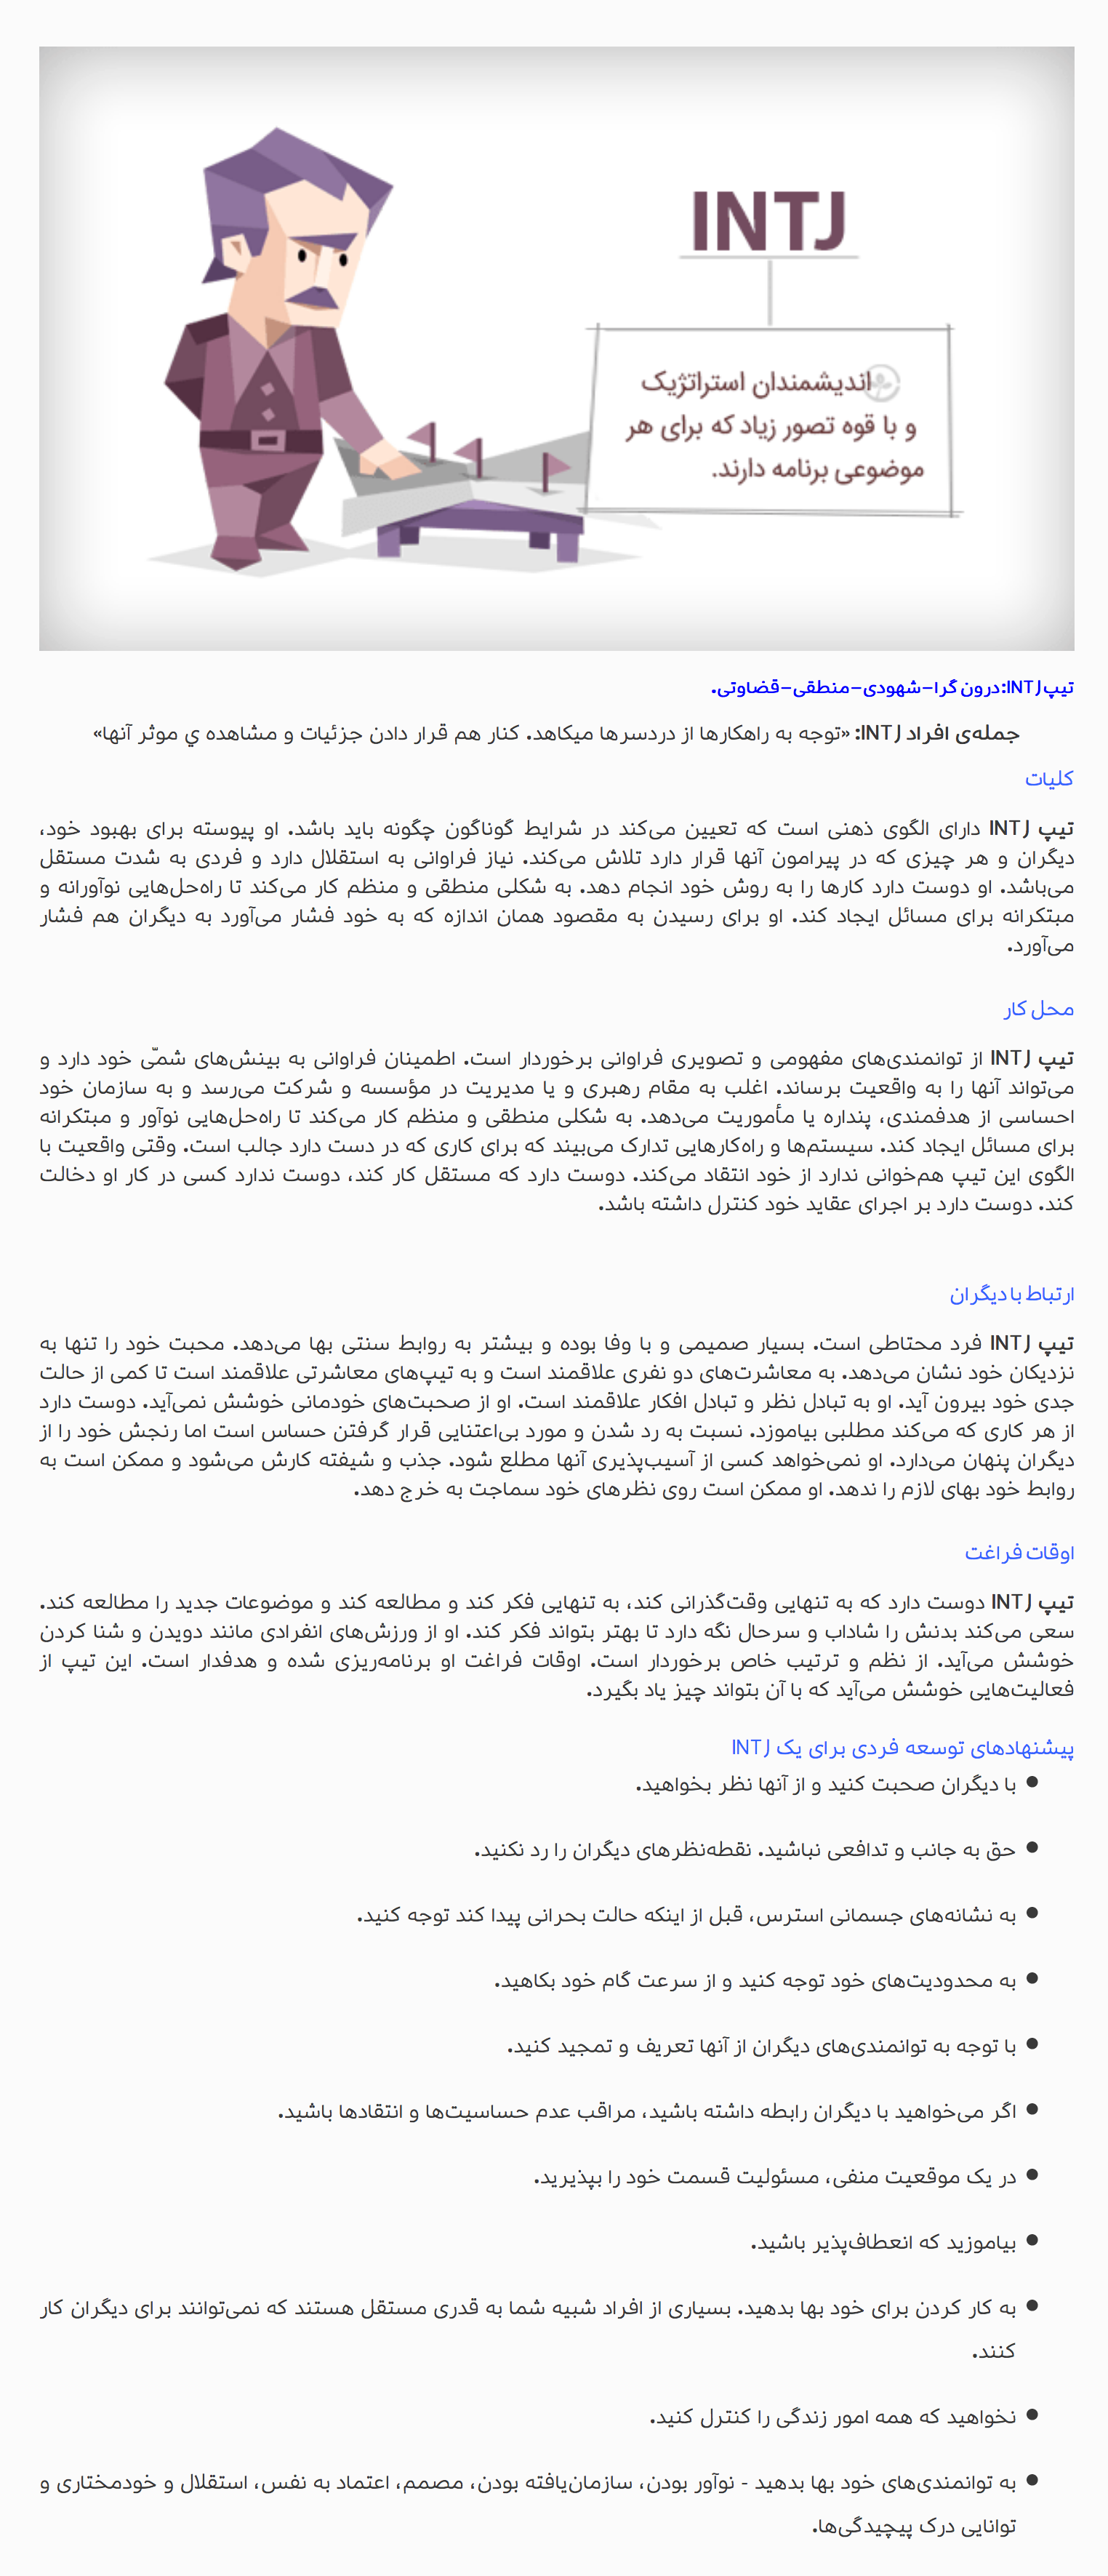 INTJ
اندیشمندان استراتژیک
و با قوه تصور زیاد که برای هر
موضوعی برنامه دارند.
تیپINTJ:درون گرا–شهودی–منطقی–قضاوتی.
جمله‌ی افراد INTJ: «توجه به راهکارها از دردسرها میکاهد. کنار هم قرار دادن جزئیات و مشاهده ي موثر آنها»
کلیات
تیپ INTJ دارای الگوی ذهنی است که تعیین می‌کند در شرایط گوناگون چگونه باید باشد. او پیوسته برای بهبود خود،
دیگران و هر چیزی که در پیرامون آنها قرار دارد تلاش می‌کند. نیاز فراوانی به استقلال دارد و فردی به شدت مستقل
می‌باشد. او دوست دارد کارها را به روش خود انجام دهد. به شکلی منطقی و منظم کار می‌کند تا راه‌حل‌هایی نوآورانه و
مبتکرانه برای مسائل ایجاد کند. او برای رسیدن به مقصود همان اندازه که به خود فشار می‌آورد به دیگران هم فشار
می‌آورد.
محل کار
تیپ INTJ از توانمندی‌های مفهومی و تصویری فراوانی برخوردار است. اطمینان فراوانی به بینش‌های شمّی خود دارد و
می‌تواند آنها را به واقعیت برساند. اغلب به مقام رهبری و یا مدیریت در مؤسسه و شرکت می‌رسد و به سازمان خود
احساسی از هدفمندی، پنداره یا مأموریت می‌دهد. به شکلی منطقی و منظم کار می‌کند تا راه‌حل‌هایی نوآور و مبتکرانه
برای مسائل ایجاد کند. سیستم‌ها و راه‌کارهایی تدارک می‌بیند که برای کاری که در دست دارد جالب است. وقتی واقعیت با
الگوی این تیپ هم‌خوانی ندارد از خود انتقاد می‌کند. دوست دارد که مستقل کار کند، دوست ندارد کسی در کار او دخالت
کند. دوست دارد بر اجرای عقاید خود کنترل داشته باشد.
ارتباط با دیگران
تیپ INTJ فرد محتاطی است. بسیار صمیمی و با وفا بوده و بیشتر به روابط سنتی بها می‌دهد. محبت خود را تنها به
نزدیکان خود نشان می‌دهد. به معاشرت‌های دو نفری علاقمند است و به تیپ‌های معاشرتی علاقمند است تا کمی از حالت
جدی خود بیرون آید. او به تبادل نظر و تبادل افکار علاقمند است. او از صحبت‌های خودمانی خوشش نمی‌آید. دوست دارد
از هر کاری که می‌کند مطلبی بیاموزد. نسبت به رد شدن و مورد بی‌اعتنایی قرار گرفتن حساس است اما رنجش خود را از
دیگران پنهان می‌دارد. او نمی‌خواهد کسی از آسیب‌پذیری آنها مطلع شود. جذب و شیفته کارش می‌شود و ممکن است به
روابط خود بهای لازم را ندهد. او ممکن است روی نظرهای خود سماجت به خرج دهد.
اوقات فراغت
تیپ INTJ دوست دارد که به تنهایی وقت‌گذرانی کند، به تنهایی فکر کند و مطالعه کند و موضوعات جدید را مطالعه کند.
سعی می‌کند بدنش را شاداب و سرحال نگه دارد تا بهتر بتواند فکر کند. او از ورزش‌های انفرادی مانند دویدن و شنا کردن
خوشش می‌آید. از نظم و ترتیب خاص برخوردار است. اوقات فراغت او برنامه‌ریزی شده و هدفدار است. این تیپ از
فعالیت‌هایی خوشش می‌آید که با آن بتواند چیز یاد بگیرد.
پیشنهادهای توسعه فردی برای یک INTJ
● با دیگران صحبت کنید و از آنها نظر بخواهید.
● حق به جانب و تدافعی نباشید. نقطه‌نظرهای دیگران را رد نکنید.
● به نشانه‌های جسمانی استرس، قبل از اینکه حالت بحرانی پیدا کند توجه کنید.
● به محدودیت‌های خود توجه کنید و از سرعت گام خود بکاهید.
● با توجه به توانمندی‌های دیگران از آنها تعریف و تمجید کنید.
● اگر می‌خواهید با دیگران رابطه داشته باشید، مراقب عدم حساسیت‌ها و انتقادها باشید.
● در یک موقعیت منفی، مسئولیت قسمت خود را بپذیرید.
● بیاموزید که انعطاف‌پذیر باشید.
● به کار کردن برای خود بها بدهید. بسیاری از افراد شبیه شما به قدری مستقل هستند که نمی‌توانند برای دیگران کار
کنند.
● نخواهید که همه امور زندگی را کنترل کنید.
● به توانمندی‌های خود بها بدهید - نوآور بودن، سازمان‌یافته بودن، مصمم، اعتماد به نفس، استقلال و خودمختاری و
توانایی درک پیچیدگی‌ها.